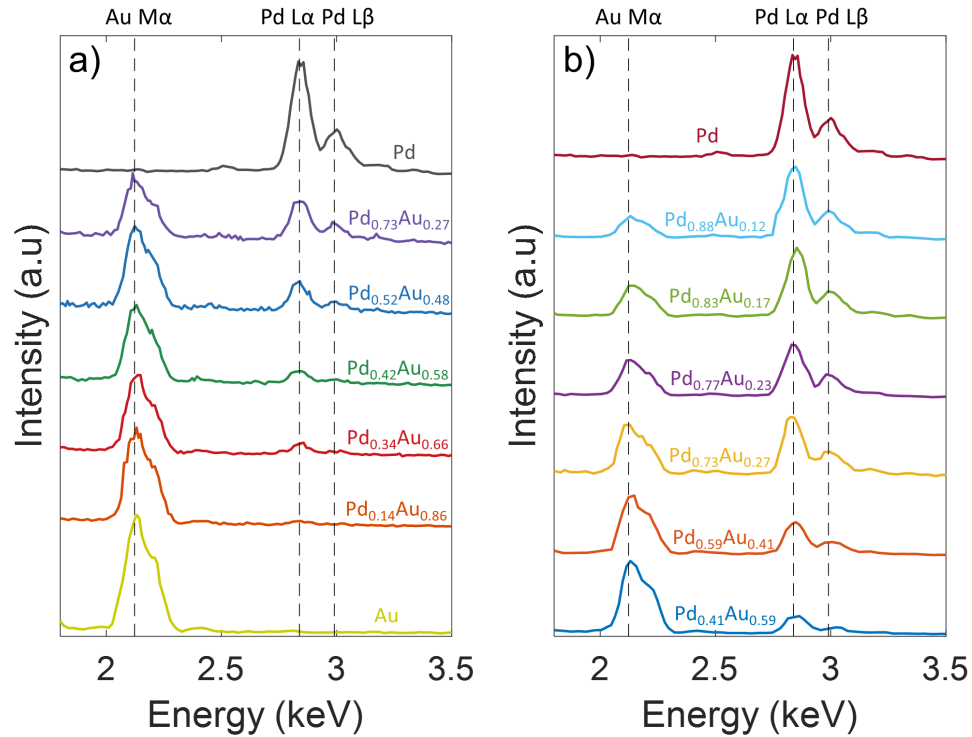 Au Mα Pd Lα Pd Lβ
a)
Pd
Pd0.73Au0.27
Pd0.52Au0.48
Pd0.42Au0.58
Pd0.34Au0.66
Pd0.14Au0.86
Au
Intensity (a.u)
2 2.5 3 3.5
Energy (keV)
Au Mα Pd Lα Pd Lβ
b)
Pd
Pd0.88Au0.12
Pd0.83Au0.17
Pd0.77Au0.23
Pd0.73Au0.27
Pd0.59Au0.41
Pd0.41Au0.59
Intensity (a.u)
2 2.5 3 3.5
Energy (keV)